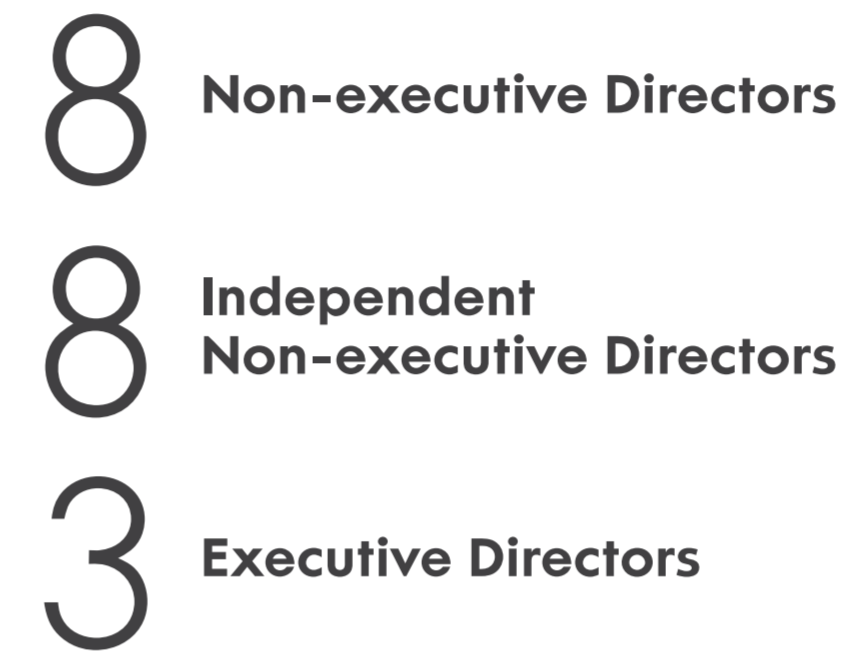 8 Non-executive Directors
8 Independent
Non-executive Directors
3 Executive Directors